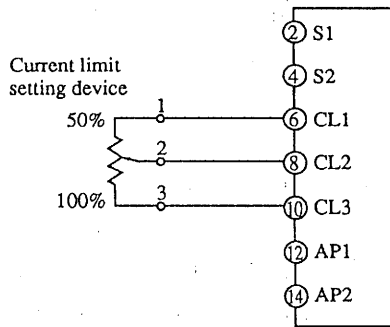 2 S1
4 S2
Current limit
setting device
50% 1 6 CL1
2 8 CL2
100% 3 10 CL3
12 AP1
14 AP2